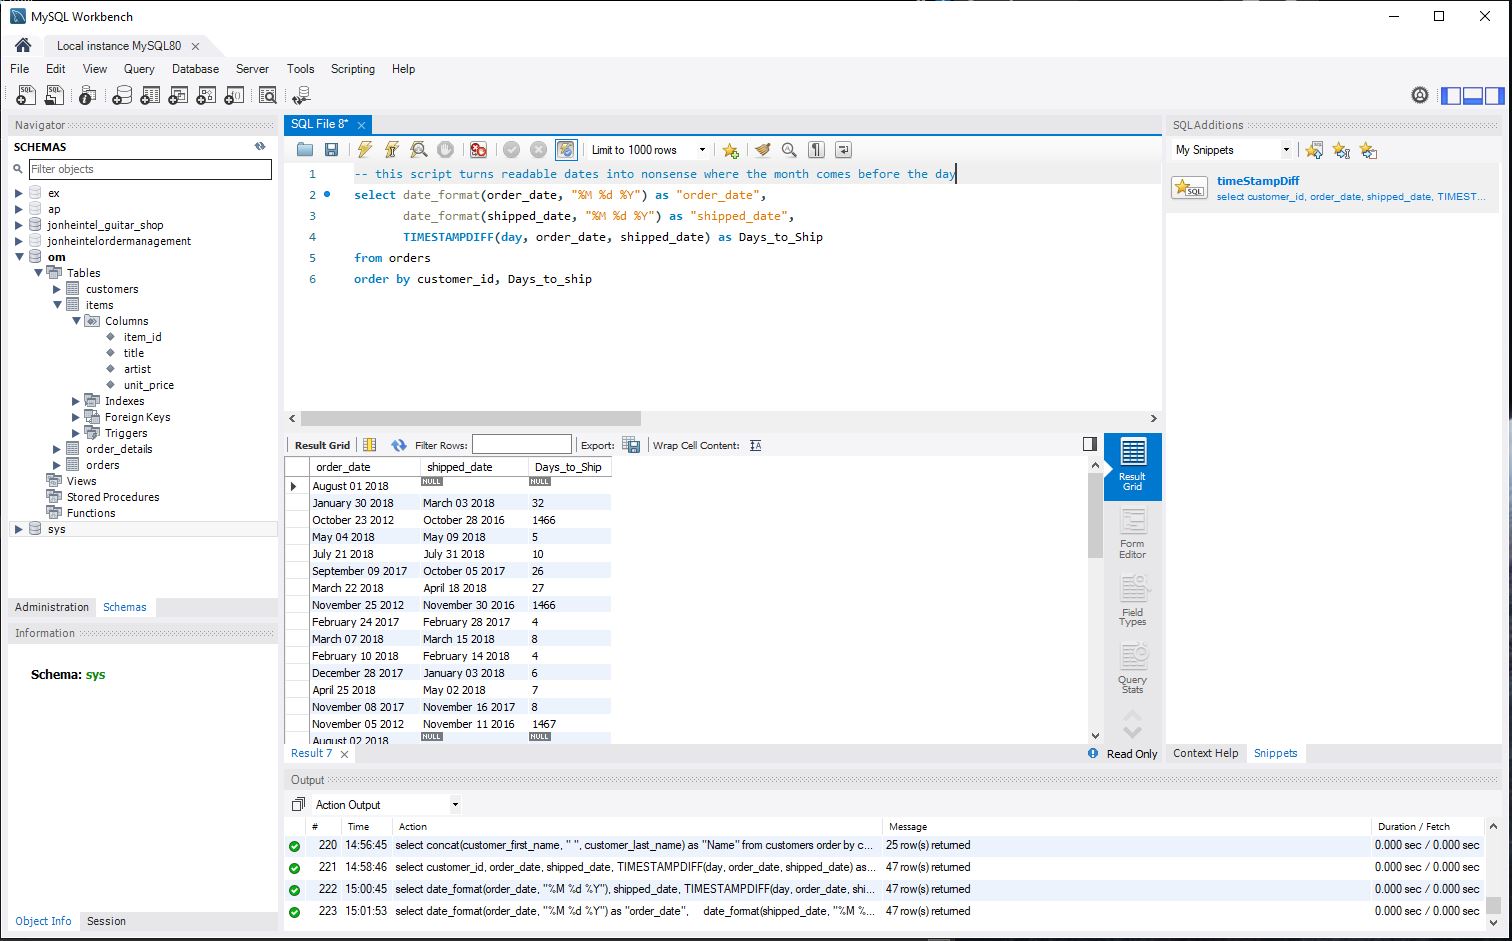 MySQL Workbench
Local instance MySQL80
File Edit View Query Database Server Tools Scripting Help
Navigator
SCHEMAS
Filter objects
ex
ap
jonheintel_guitar_shop
jonheintelordermanagement
om
Tables
customers
items
Columns
item_id
title
artist
unit_price
Indexes
Foreign Keys
Triggers
order_details
orders
Views
Stored Procedures
Functions
sys
Administration Schemas
Information
Schema: sys
Object Info Session
SQL File 8*
Limit to 1000 rows
1 -- this script turns readable dates into nonsense where the month comes before the day
2 select date_format(order_date, "%M %d %Y") as "order_date",
3 date_format(shipped_date, "%M %d %Y") as "shipped_date",
4 TIMESTAMPDIFF(day, order_date, shipped_date) as Days_to_Ship
5 from orders
6 order by customer_id, Days_to_ship
Result Grid Filter Rows: Export: Wrap Cell Content:
order_date shipped_date Days_to_Ship
August 01 2018 NULL NULL
January 30 2018 March 03 2018 32
October 23 2012 October 28 2016 1466
May 04 2018 May 09 2018 5
July 21 2018 July 31 2018 10
September 09 2017 October 05 2017 26
March 22 2018 April 18 2018 27
November 25 2012 November 30 2016 1466
February 24 2017 February 28 2017 4
March 07 2018 March 15 2018 8
February 10 2018 February 14 2018 4
December 28 2017 January 03 2018 6
April 25 2018 May 02 2018 7
November 08 2017 November 16 2017 8
November 05 2012 November 11 2016 1467
August 02 2018 NULL NULL
Result Grid
Form Editor
Field Types
Query Stats
Result 7
Read Only
SQLAdditions
My Snippets
timeStampDiff
select customer_id, order_date, shipped_date, TIMEST...
Context Help Snippets
Output
Action Output
# Time Action Message Duration / Fetch
220 14:56:45 select concat(customer_first_name, " ", customer_last_name) as "Name" from customers order by c... 25 row(s) returned 0.000 sec / 0.000 sec
221 14:58:46 select customer_id, order_date, shipped_date, TIMESTAMPDIFF(day, order_date, shipped_date) as... 47 row(s) returned 0.000 sec / 0.000 sec
222 15:00:45 select date_format(order_date, "%M %d %Y"), shipped_date, TIMESTAMPDIFF(day, order_date, shi... 47 row(s) returned 0.000 sec / 0.000 sec
223 15:01:53 select date_format(order_date, "%M %d %Y") as "order_date", date_format(shipped_date, "%M %... 47 row(s) returned 0.000 sec / 0.000 sec